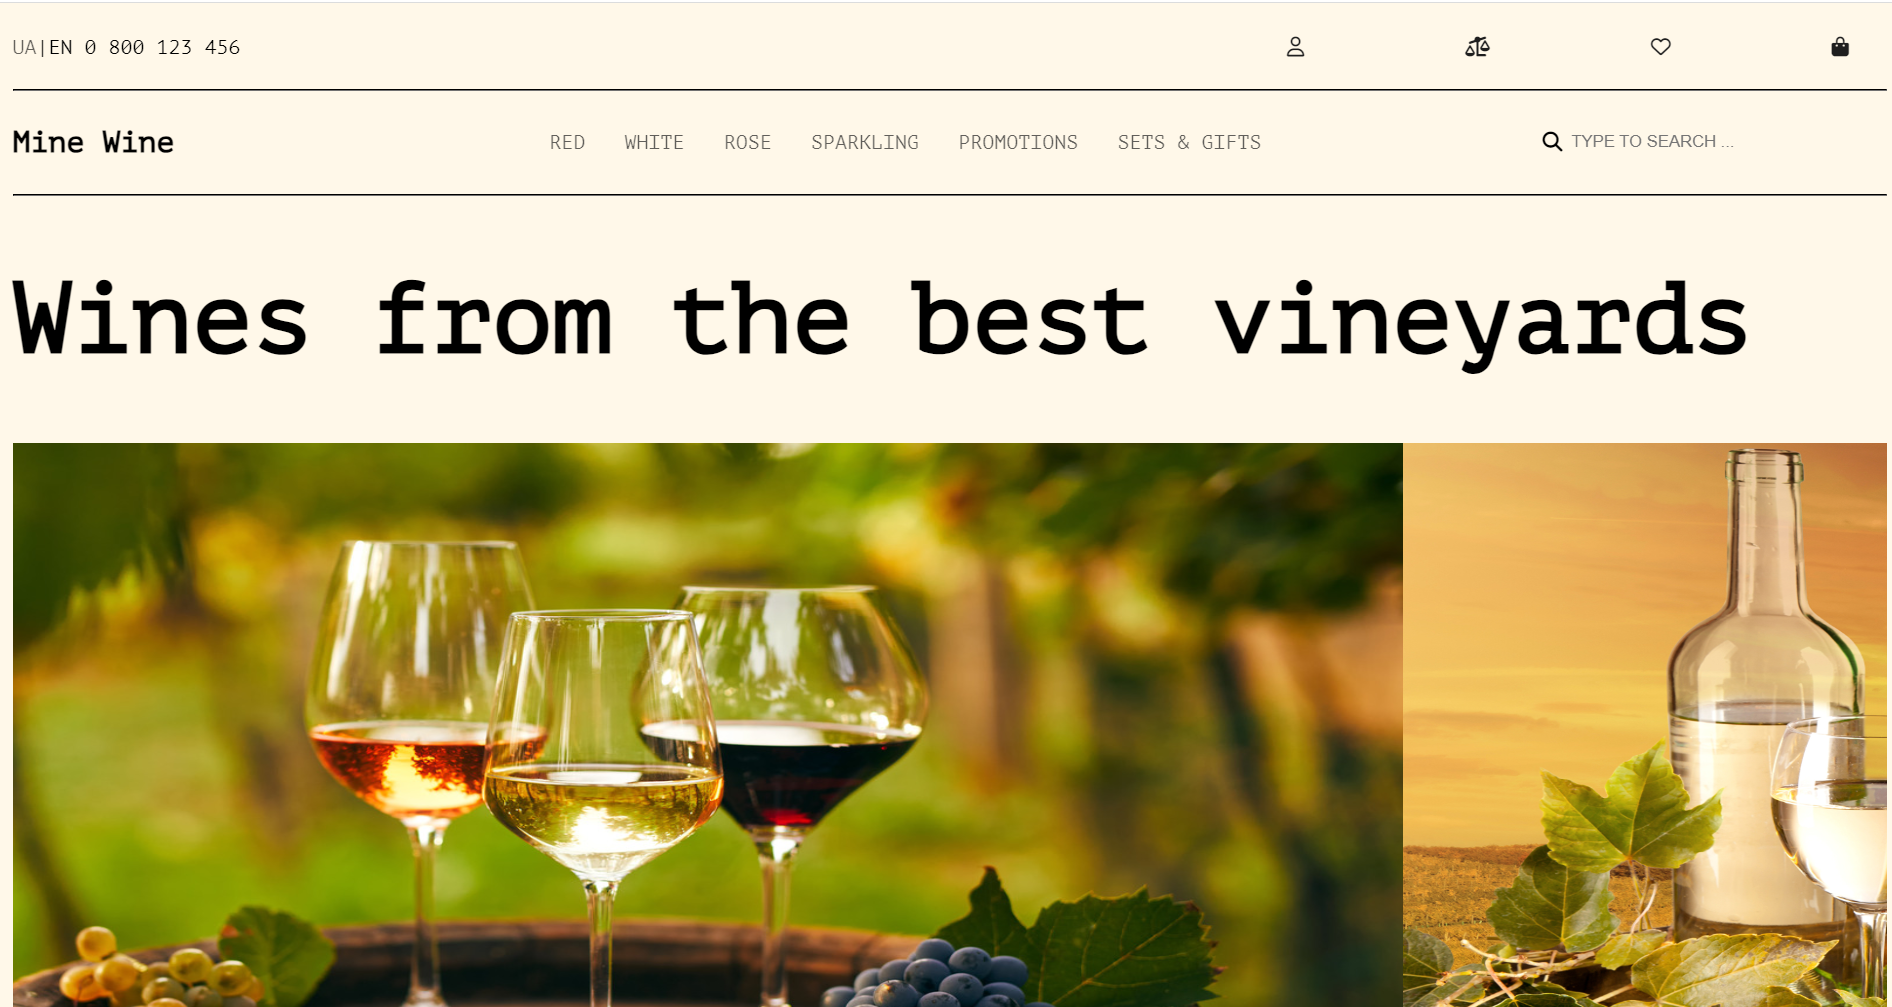 UA|EN 0 800 123 456
Mine Wine
RED WHITE ROSE SPARKLING PROMOTIONS SETS & GIFTS
TYPE TO SEARCH ...
Wines from the best vineyards